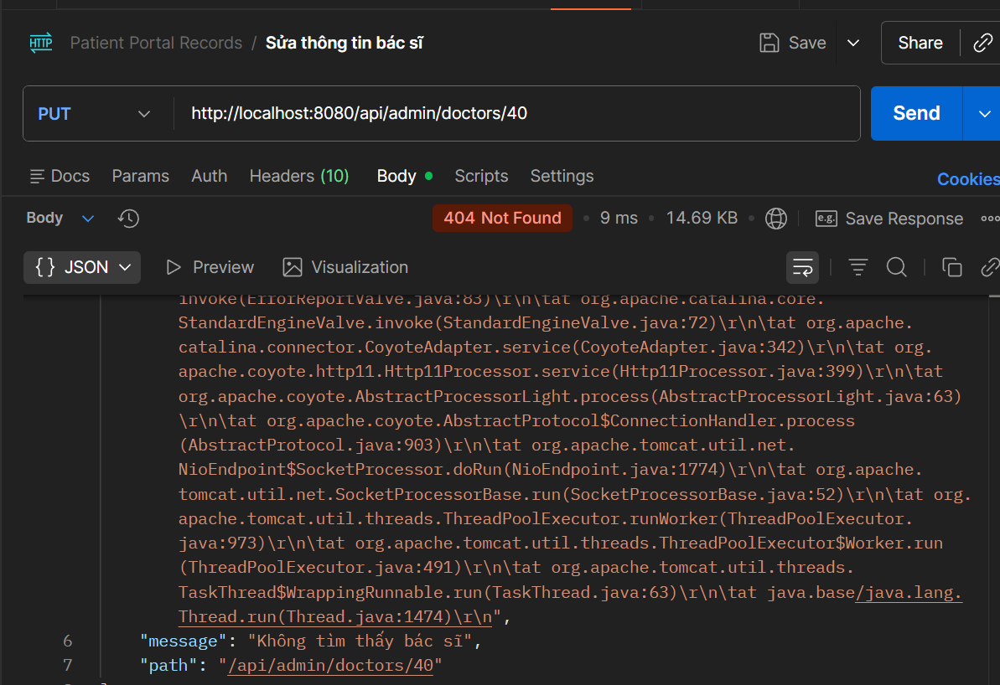 HTTP Patient Portal Records / Sửa thông tin bác sĩ Save Share
PUT http://localhost:8080/api/admin/doctors/40 Send
Docs Params Auth Headers (10) Body Scripts Settings Cookies
Body 404 Not Found 9 ms 14.69 KB e.g. Save Response
{} JSON Preview Visualization
invoke(ErrorReportValve.java:83)\r\n\tat org.apache.catalina.core.
StandardEngineValve.invoke(StandardEngineValve.java:72)\r\n\tat org.apache.
catalina.connector.CoyoteAdapter.service(CoyoteAdapter.java:342)\r\n\tat org.
apache.coyote.http11.Http11Processor.service(Http11Processor.java:399)\r\n\tat
org.apache.coyote.AbstractProcessorLight.process(AbstractProcessorLight.java:63)
\r\n\tat org.apache.coyote.AbstractProtocol$ConnectionHandler.process
(AbstractProtocol.java:903)\r\n\tat org.apache.tomcat.util.net.
NioEndpoint$SocketProcessor.doRun(NioEndpoint.java:1774)\r\n\tat org.apache.
tomcat.util.net.SocketProcessorBase.run(SocketProcessorBase.java:52)\r\n\tat org.
apache.tomcat.util.threads.ThreadPoolExecutor.runWorker(ThreadPoolExecutor.
java:973)\r\n\tat org.apache.tomcat.util.threads.ThreadPoolExecutor$Worker.run
(ThreadPoolExecutor.java:491)\r\n\tat org.apache.tomcat.util.threads.
TaskThread$WrappingRunnable.run(TaskThread.java:63)\r\n\tat java.base/java.lang.
Thread.run(Thread.java:1474)\r\n",
6 "message": "Không tìm thấy bác sĩ",
7 "path": "/api/admin/doctors/40"